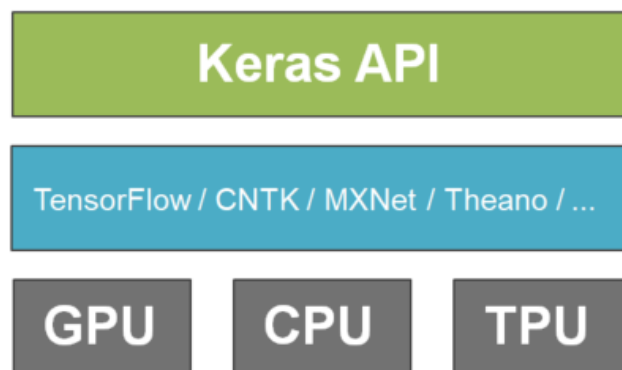 Keras API
TensorFlow / CNTK / MXNet / Theano / ...
GPU CPU TPU